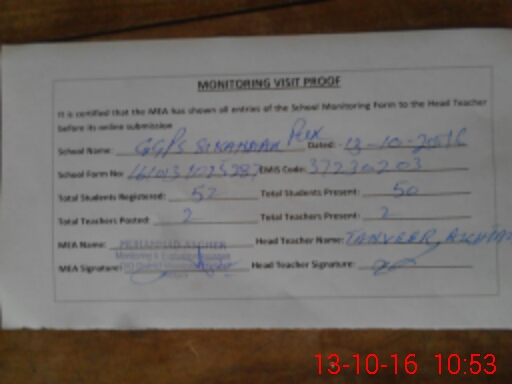 MONITORING VISIT PROOF
It is certified that the MEA has shown all entries of the School Monitoring Form to the Head Teacher
before its online submission
School Name: GGPS Dated: 13-10-2016
School Form No: EMIS Code: 37230203
Total Students Registered: 52 Total Students Present: 50
Total Teachers Posted: 2 Total Teachers Present: 2
MEA Name: MUHAMMAD ASGHER Head Teacher Name: TANVEER
MEA Signature: Head Teacher Signature:
13-10-16 10:53